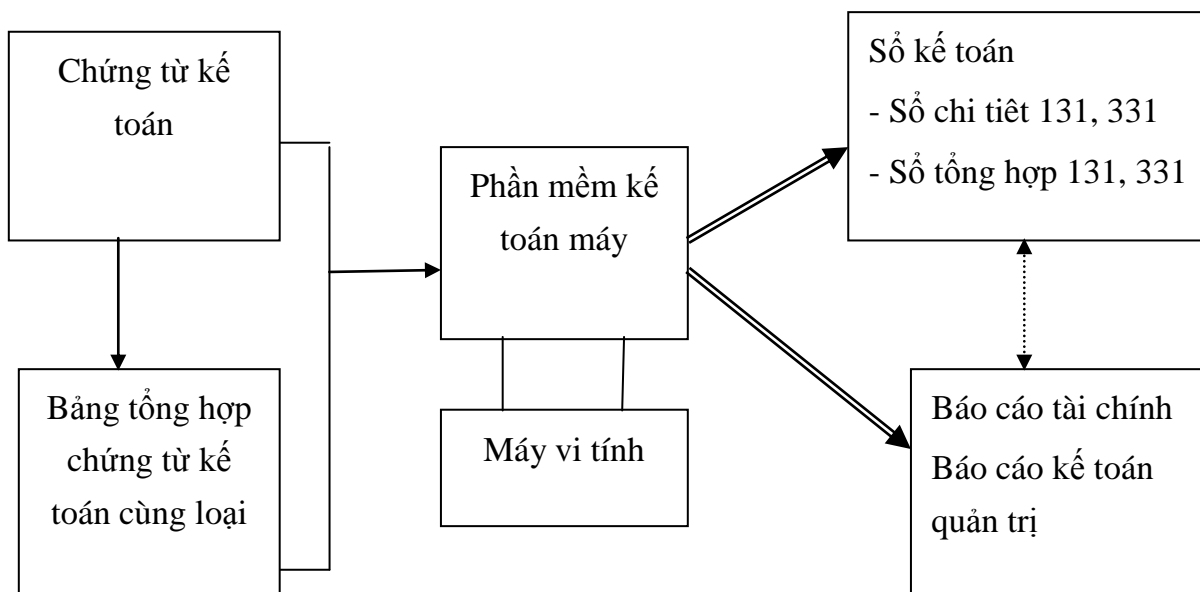 Chứng từ kế
toán
Bảng tổng hợp
chứng từ kế
toán cùng loại
Phần mềm kế
toán máy
Máy vi tính
Sổ kế toán
- Sổ chi tiêt 131, 331
- Sổ tổng hợp 131, 331
Báo cáo tài chính
Báo cáo kế toán
quản trị